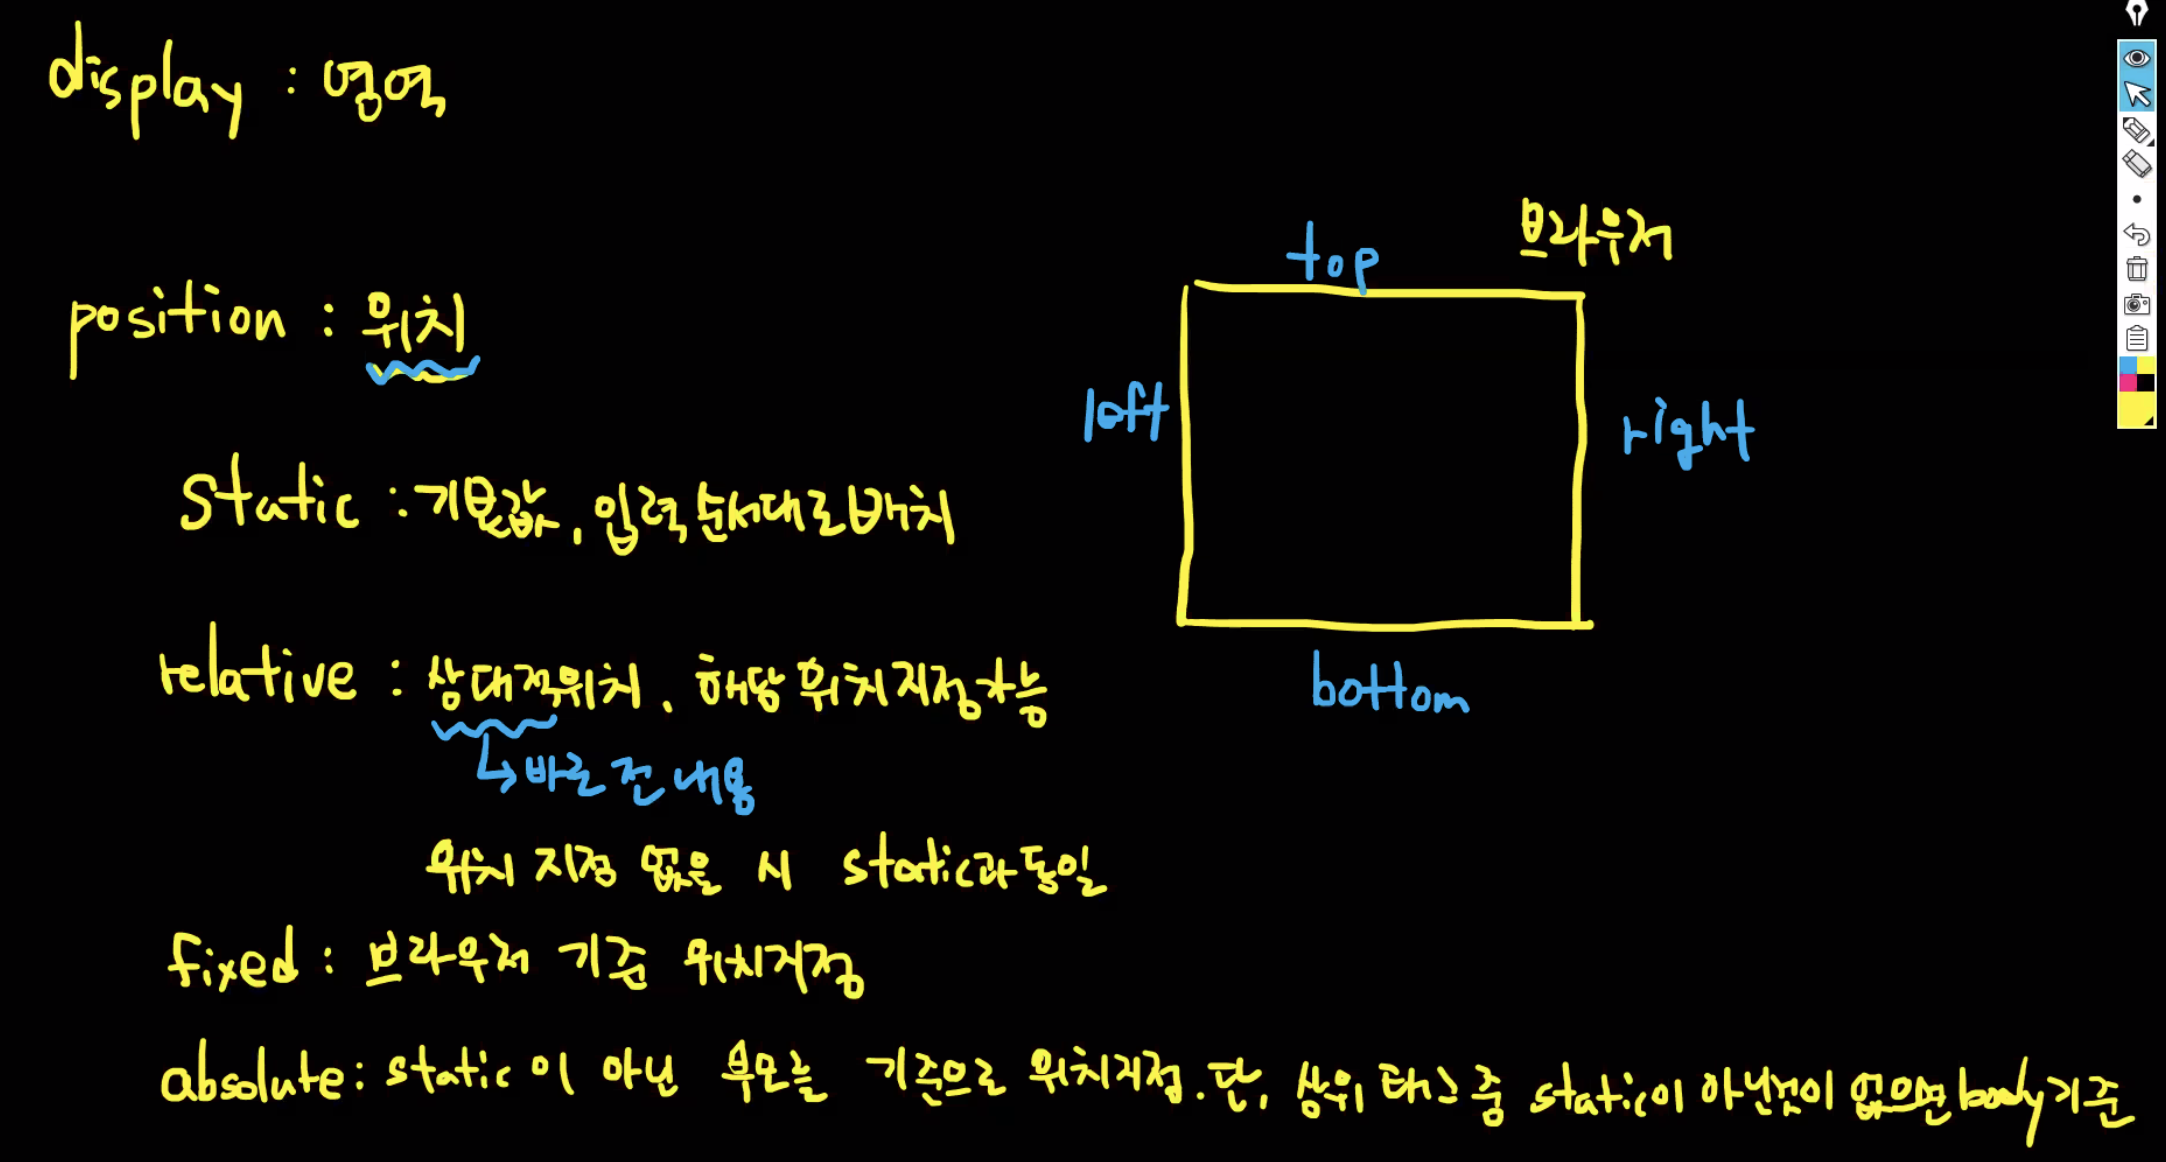 display : 영역
브라우저
top
position : 위치
left
right
static : 기본값, 입력 순서대로 배치
relative : 상대적위치, 해당 위치지정가능
bottom
↳ 바로 전 내용
위치 지정 없을 시 static과 동일
fixed : 브라우저 기준 위치지정
absolute : static이 아닌 부모를 기준으로 위치지정. 단, 상위 태그 중 static이 아닌것이 없으면 body기준